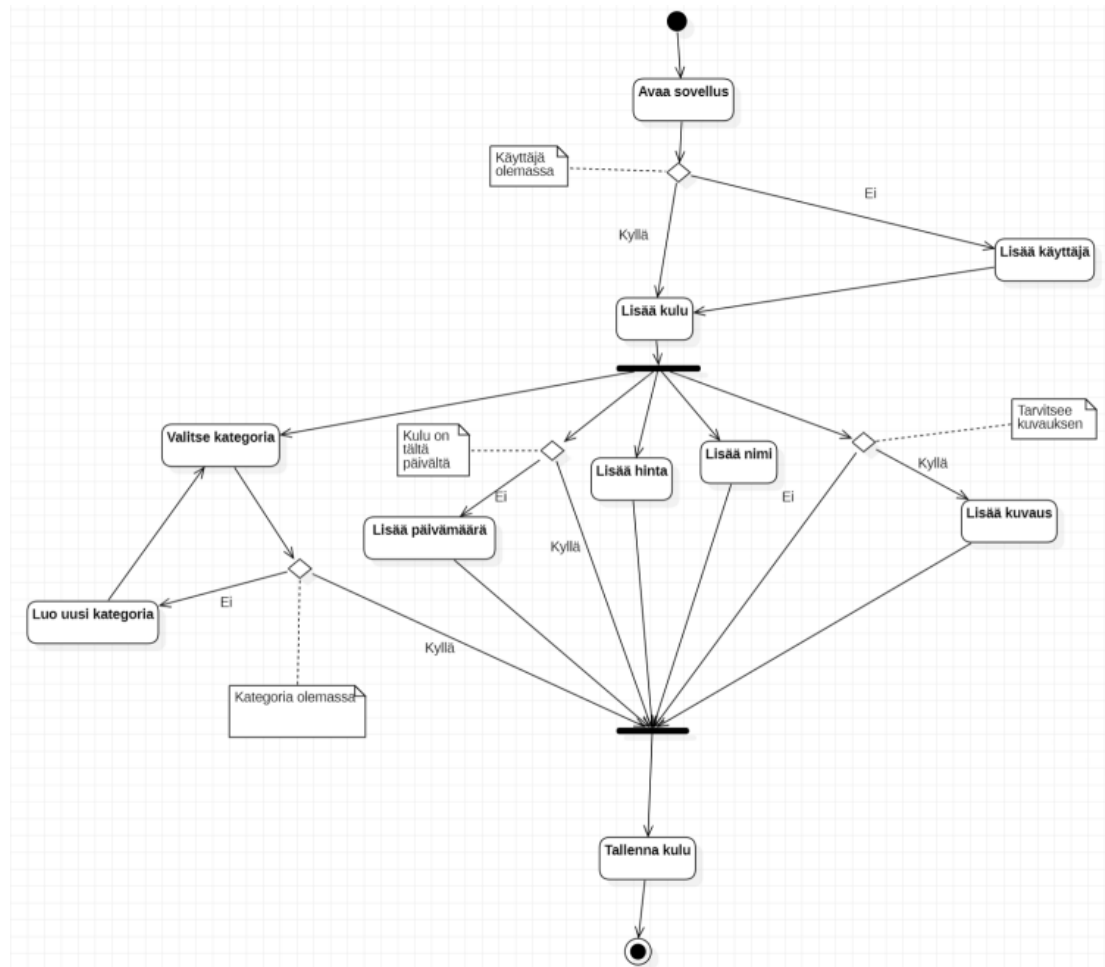 Avaa sovellus
Käyttäjä
olemassa
Ei
Kyllä
Lisää käyttäjä
Lisää kulu
Tarvitsee
kuvauksen
Valitse kategoria
Kulu on
tältä
päivältä
Lisää hinta
Lisää nimi
Kyllä
Ei
Ei
Lisää kuvaus
Lisää päivämäärä
Kyllä
Luo uusi kategoria
Ei
Kyllä
Kategoria olemassa
Tallenna kulu